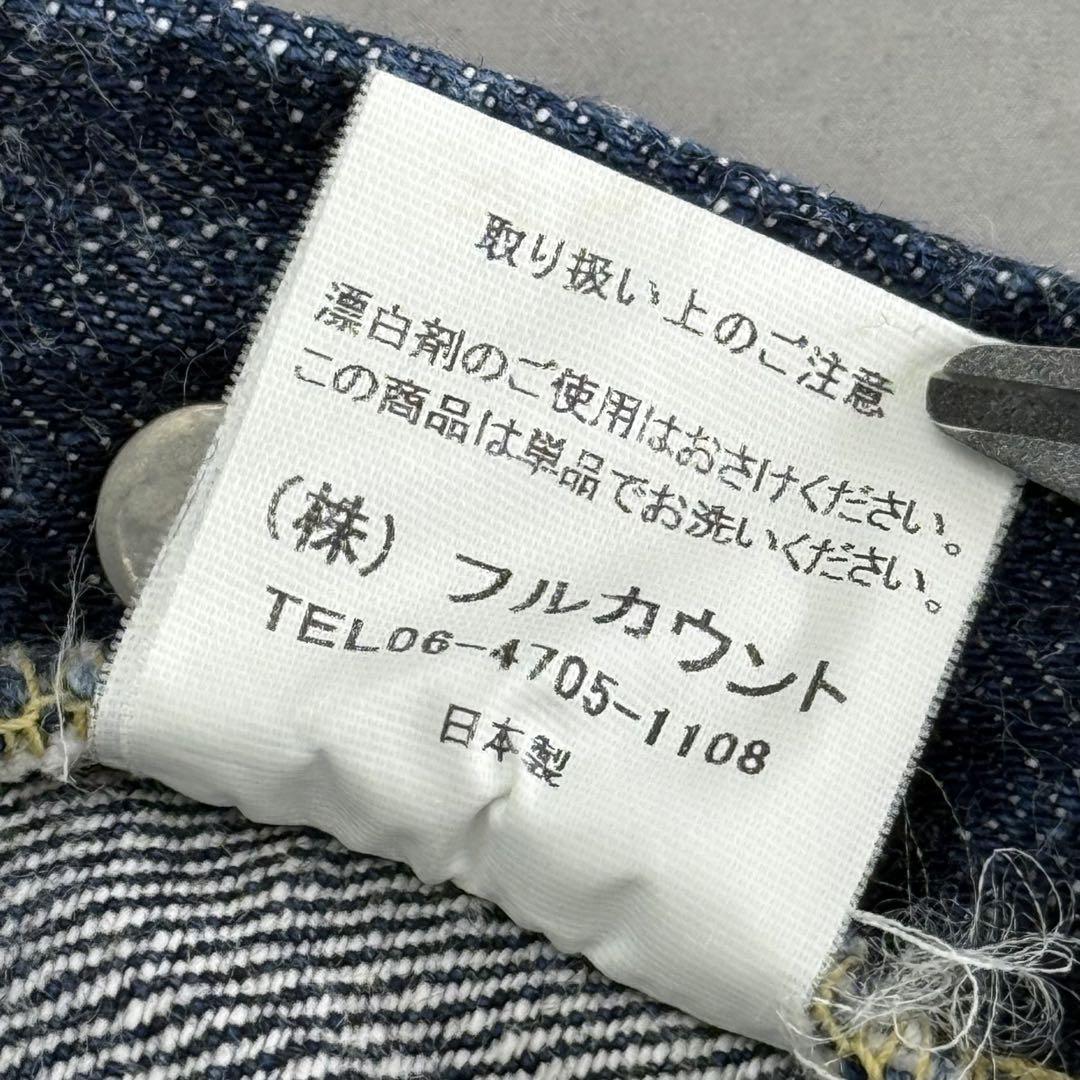 取り扱い上のご注意
漂白剤のご使用はおさけください。
この商品は単品でお洗いください。
(株) フルカウント
TEL06-4705-1108
日本製